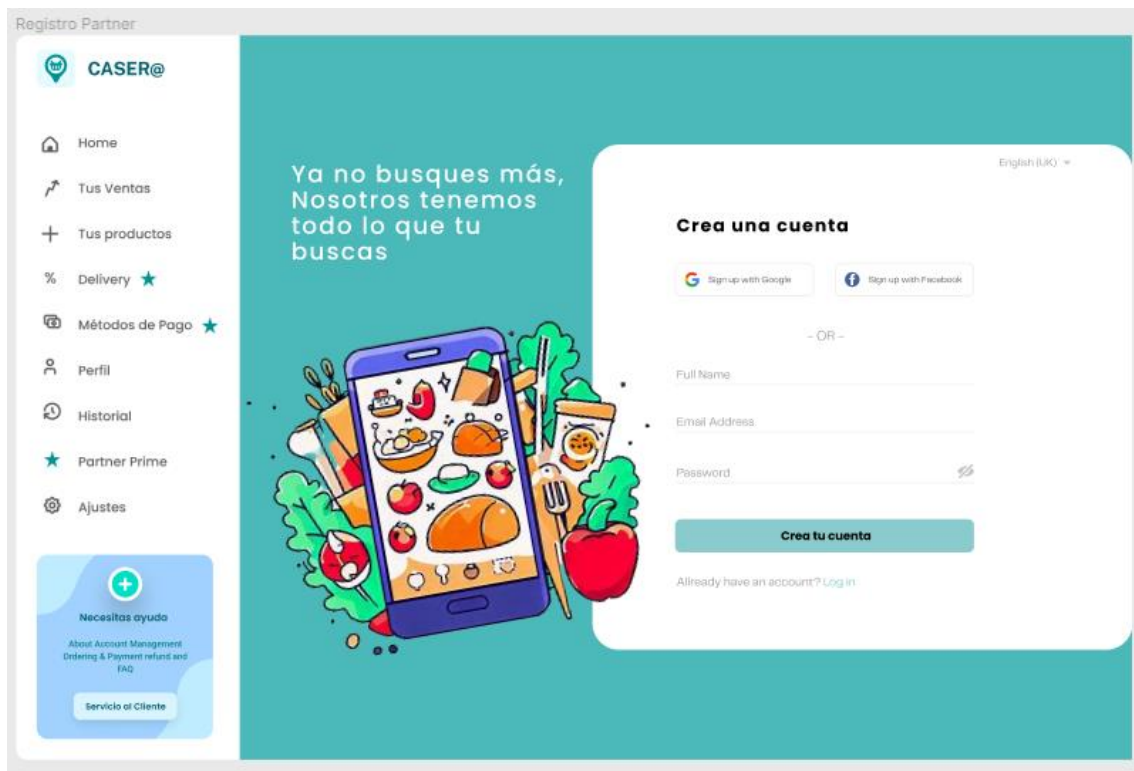 Registro Partner
CASER@
Home
Tus Ventas
Tus productos
% Delivery
Métodos de Pago
Perfil
Historial
Partner Prime
Ajustes
Necesitas ayuda
About Account Management
Ordering & Payment refund and
FAQ
Servicio al Cliente
Ya no busques más,
Nosotros tenemos
todo lo que tu
buscas
English (UK)
Crea una cuenta
Sign up with Google
Sign up with Facebook
– OR –
Full Name
Email Address
Password
Crea tu cuenta
Allready have an account? Log in